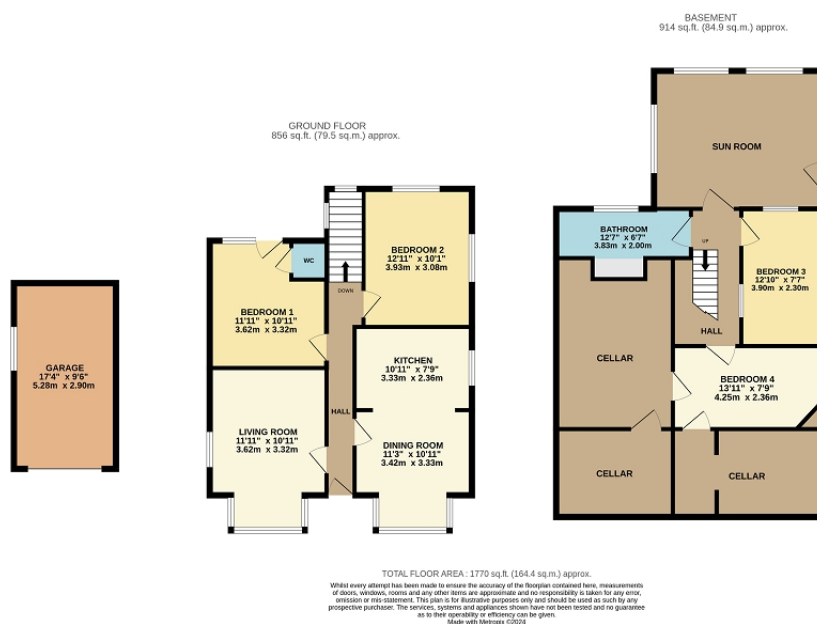 BASEMENT
914 sq.ft. (84.9 sq.m.) approx.
GROUND FLOOR
856 sq.ft. (79.5 sq.m.) approx.
SUN ROOM
BATHROOM
12'7" x 6'7"
3.83m x 2.00m
UP
BEDROOM 3
12'10" x 7'7"
3.90m x 2.30m
HALL
CELLAR
BEDROOM 4
13'11" x 7'9"
4.25m x 2.36m
CELLAR
CELLAR
BEDROOM 2
12'11" x 10'1"
3.93m x 3.08m
WC
DOWN
BEDROOM 1
11'11" x 10'11"
3.62m x 3.32m
KITCHEN
10'11" x 7'9"
3.33m x 2.36m
HALL
LIVING ROOM
11'11" x 10'11"
3.62m x 3.32m
DINING ROOM
11'3" x 10'11"
3.42m x 3.33m
GARAGE
17'4" x 9'6"
5.28m x 2.90m
TOTAL FLOOR AREA : 1770 sq.ft. (164.4 sq.m.) approx.
Whilst every attempt has been made to ensure the accuracy of the floorplan contained here, measurements
of doors, windows, rooms and any other items are approximate and no responsibility is taken for any error,
omission or mis-statement. This plan is for illustrative purposes only and should be used as such by any
prospective purchaser. The services, systems and appliances shown have not been tested and no guarantee
as to their operability or efficiency can be given.
Made with Metropix ©2024